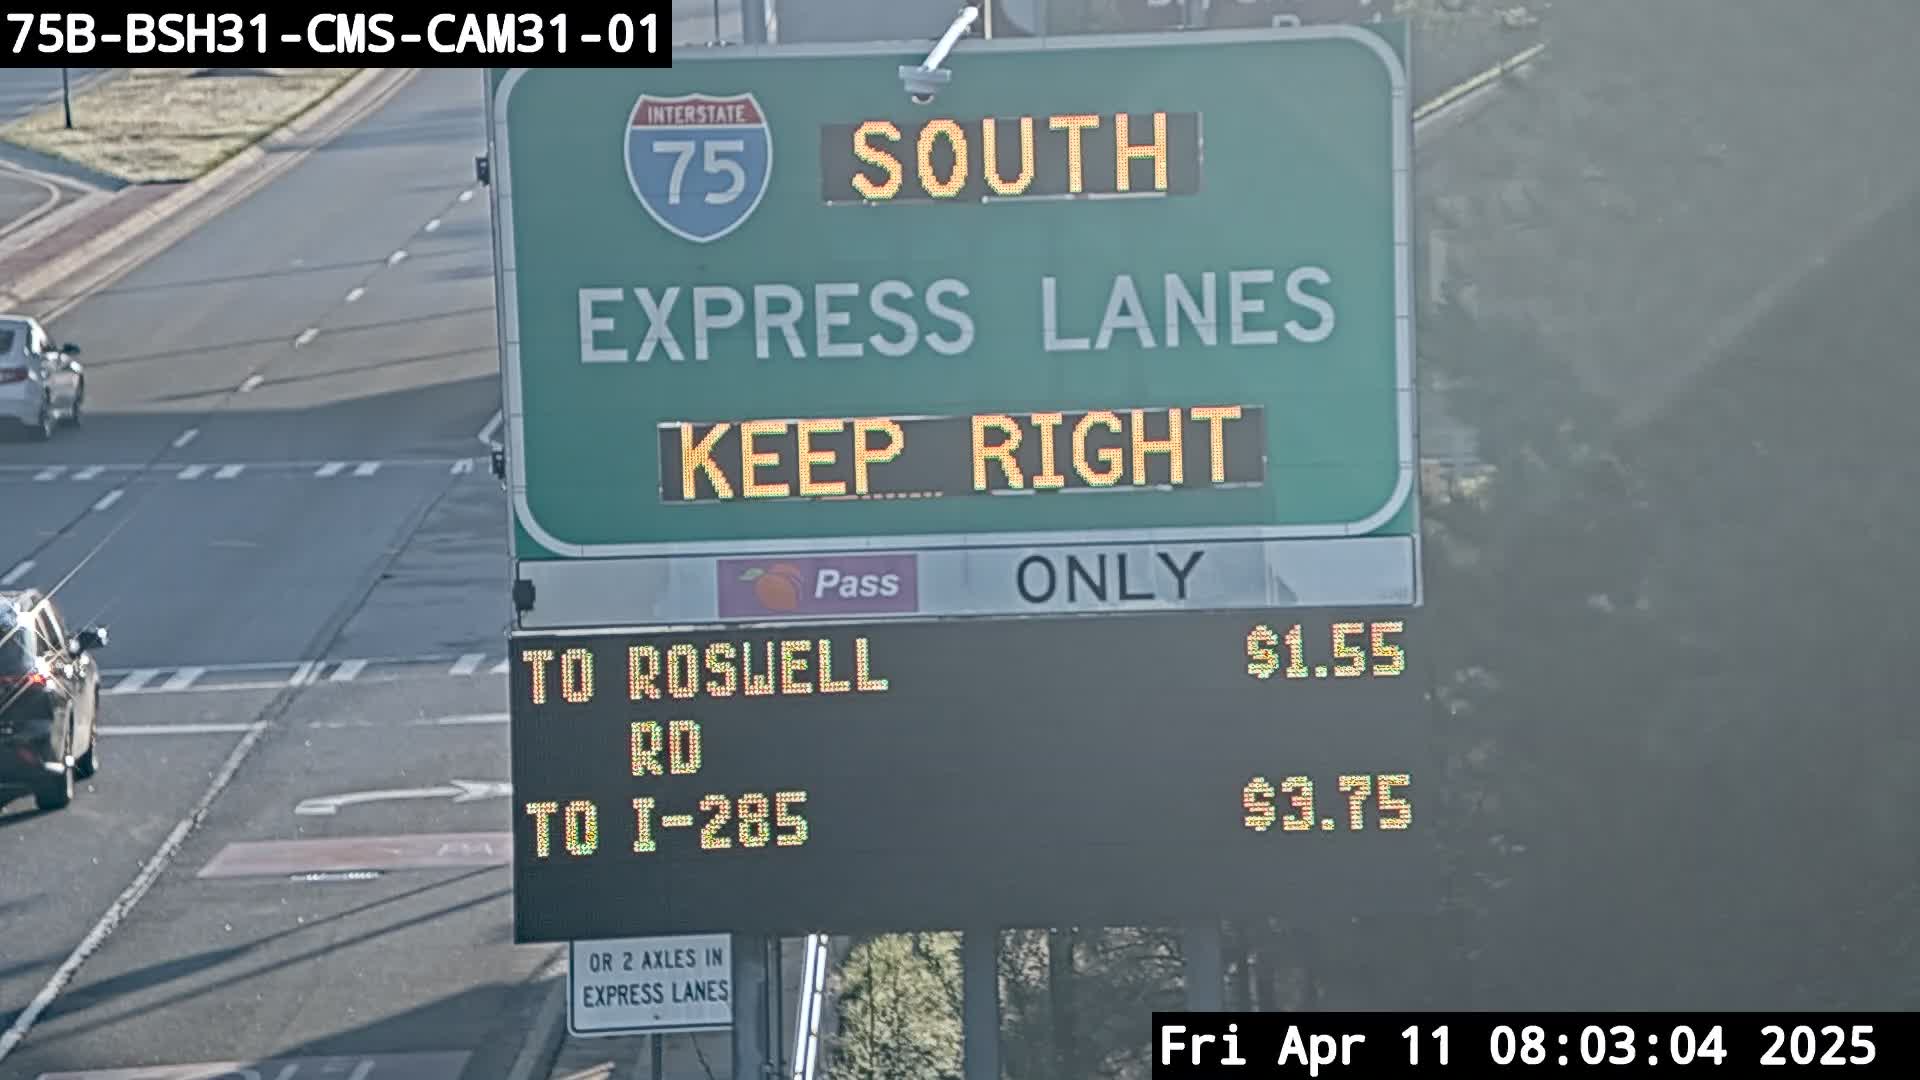 75B-BSH31-CMS-CAM31-01
INTERSTATE
75
SOUTH
EXPRESS LANES
KEEP RIGHT
Pass ONLY
TO ROSWELL $1.55
RD
TO I-285 $3.75
OR 2 AXLES IN
EXPRESS LANES
Fri Apr 11 08:03:04 2025